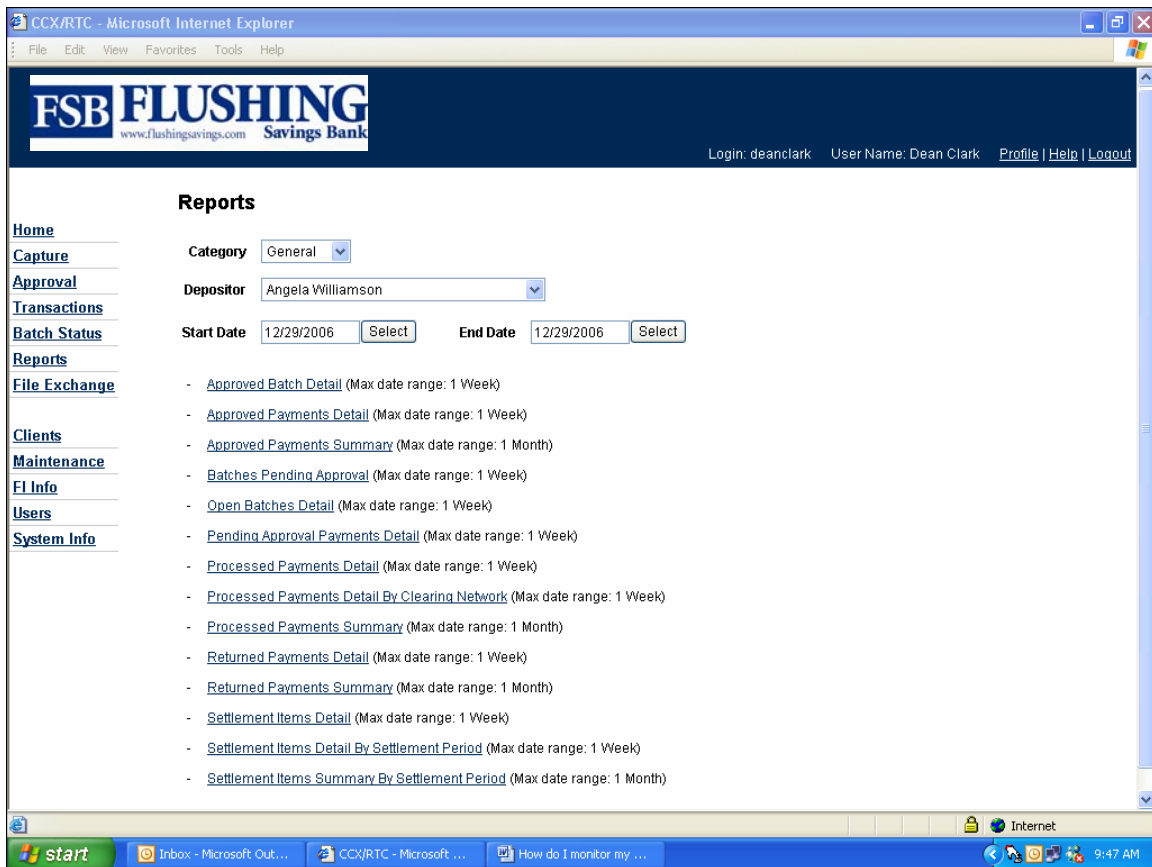 CCX/RTC - Microsoft Internet Explorer
File Edit View Favorites Tools Help
FSB FLUSHING
www.flushingsavings.com Savings Bank
Login: deanclark User Name: Dean Clark Profile | Help | Logout
Reports
Home
Capture
Approval
Transactions
Batch Status
Reports
File Exchange
Clients
Maintenance
FI Info
Users
System Info
Category General
Depositor Angela Williamson
Start Date 12/29/2006 Select End Date 12/29/2006 Select
- Approved Batch Detail (Max date range: 1 Week)
- Approved Payments Detail (Max date range: 1 Week)
- Approved Payments Summary (Max date range: 1 Month)
- Batches Pending Approval (Max date range: 1 Week)
- Open Batches Detail (Max date range: 1 Week)
- Pending Approval Payments Detail (Max date range: 1 Week)
- Processed Payments Detail (Max date range: 1 Week)
- Processed Payments Detail By Clearing Network (Max date range: 1 Week)
- Processed Payments Summary (Max date range: 1 Month)
- Returned Payments Detail (Max date range: 1 Week)
- Returned Payments Summary (Max date range: 1 Month)
- Settlement Items Detail (Max date range: 1 Week)
- Settlement Items Detail By Settlement Period (Max date range: 1 Week)
- Settlement Items Summary By Settlement Period (Max date range: 1 Month)
Internet
start Inbox - Microsoft Out... CCX/RTC - Microsoft ... How do I monitor my ... 9:47 AM